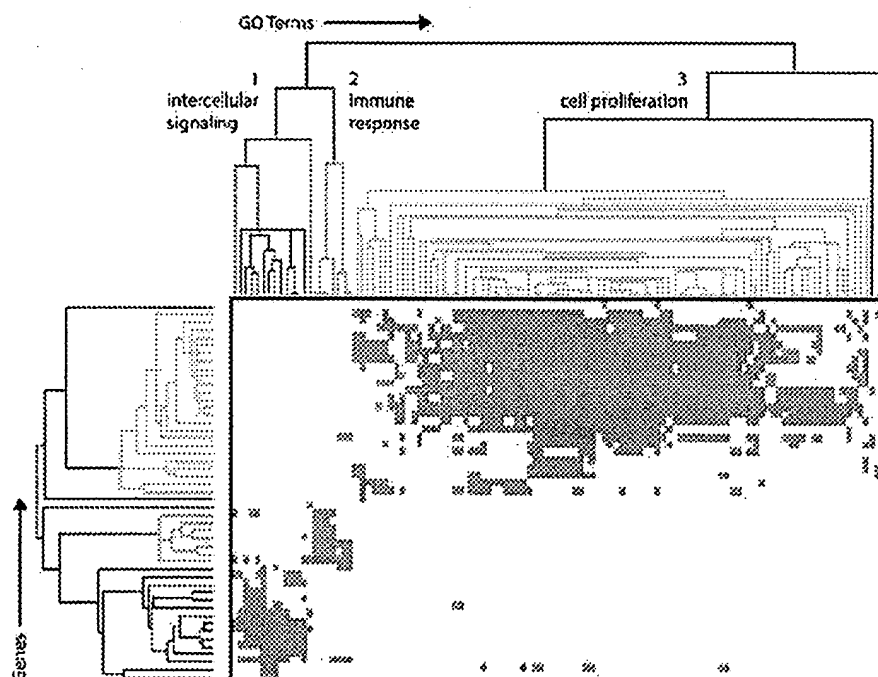 GO Terms
1
intercellular
signaling
2
immune
response
3
cell proliferation
Genes